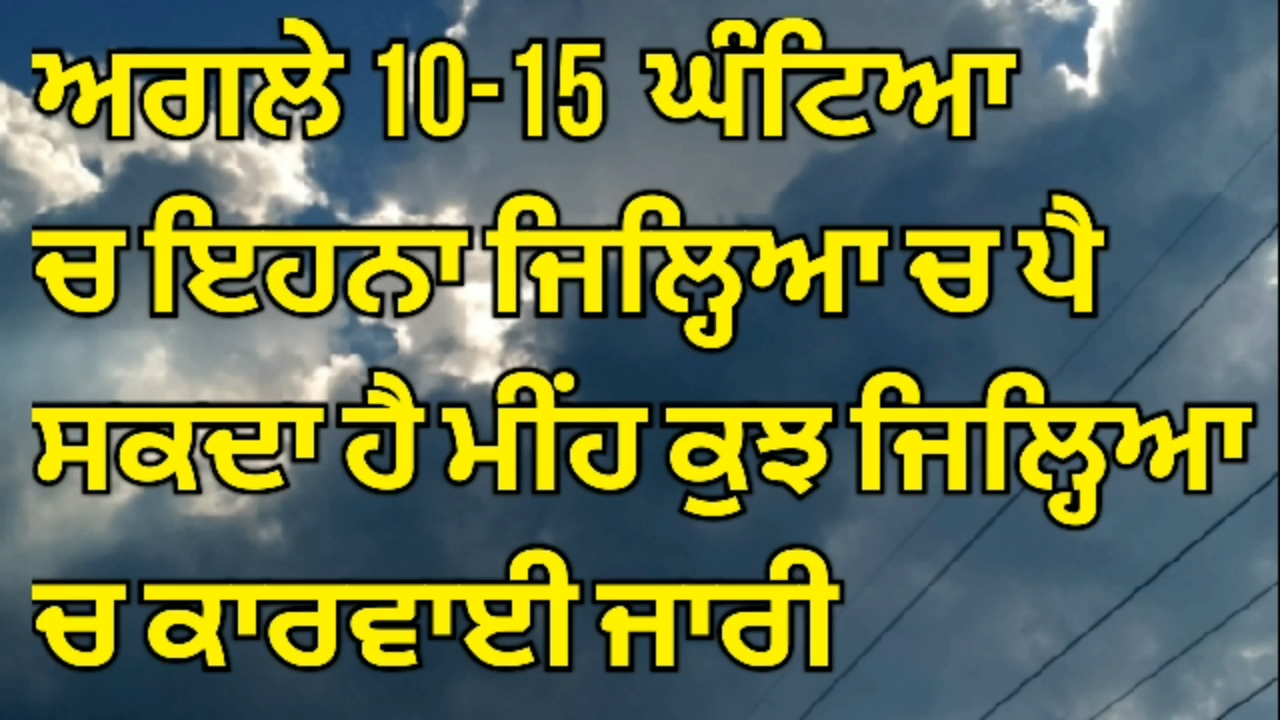 ਅਗਲੇ 10-15 ਘੰਟਿਆ
ਚ ਇਹਨਾ ਜਿਲ੍ਹਿਆ ਚ ਪੈ
ਸਕਦਾ ਹੈ ਮੀਂਹ ਕੁਝ ਜਿਲ੍ਹਿਆ
ਚ ਕਾਰਵਾਈ ਜਾਰੀ